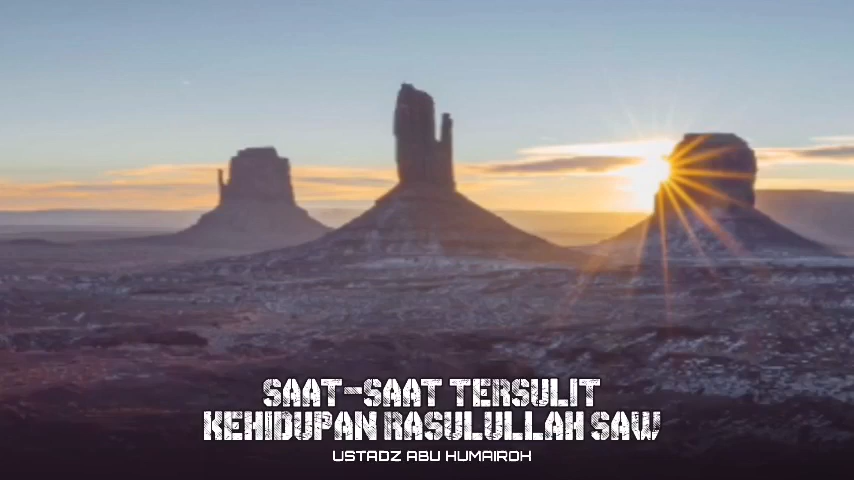 SAAT-SAAT TERSULIT
KEHIDUPAN RASULULLAH SAW
USTADZ ABU HUMAIROH